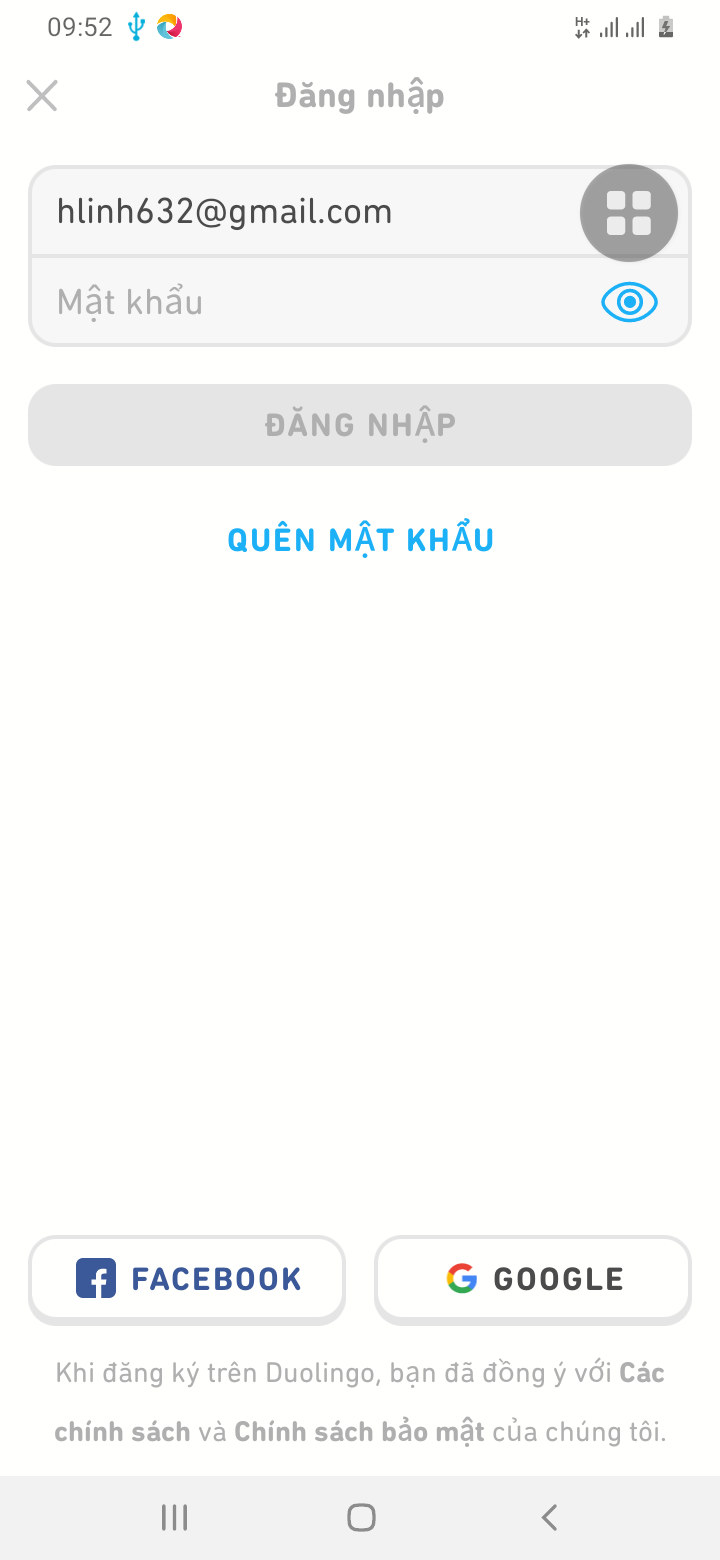 09:52
H+
Đăng nhập
hlinh632@gmail.com
Mật khẩu
ĐĂNG NHẬP
QUÊN MẬT KHẨU
FACEBOOK
GOOGLE
Khi đăng ký trên Duolingo, bạn đã đồng ý với Các
chính sách và Chính sách bảo mật của chúng tôi.